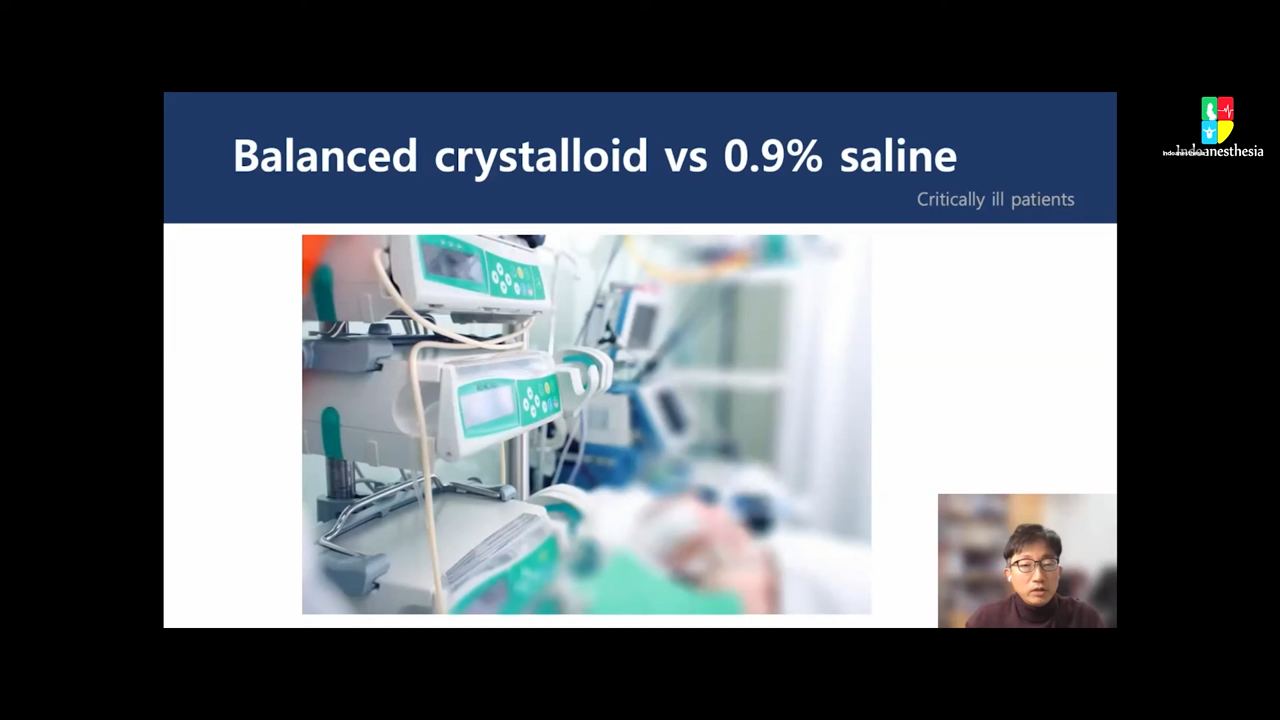 Balanced crystalloid vs 0.9% saline
Critically ill patients
Indoanesthesia